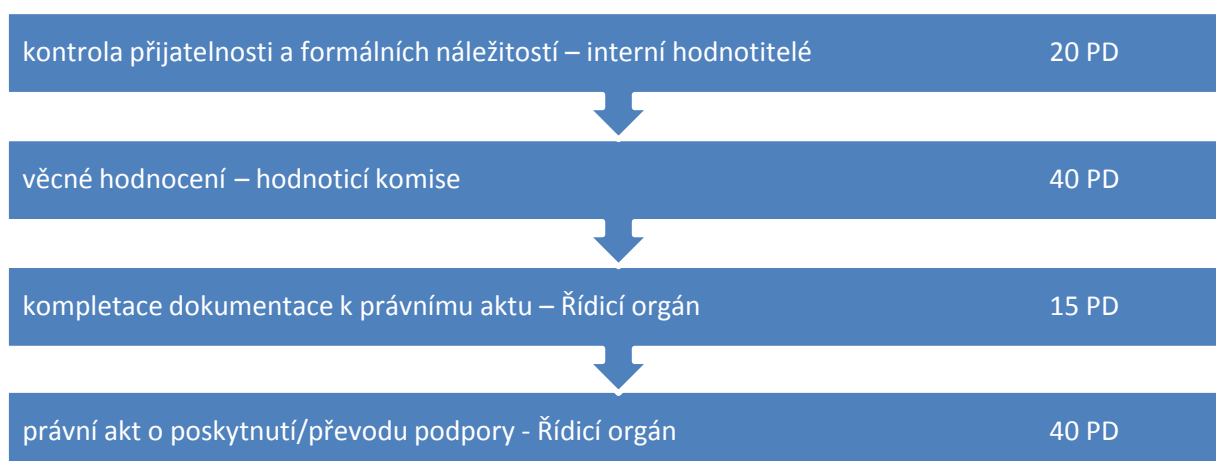 kontrola přijatelnosti a formálních náležitostí – interní hodnotitelé 20 PD
věcné hodnocení – hodnoticí komise 40 PD
kompletace dokumentace k právnímu aktu – Řídicí orgán 15 PD
právní akt o poskytnutí/převodu podpory - Řídicí orgán 40 PD